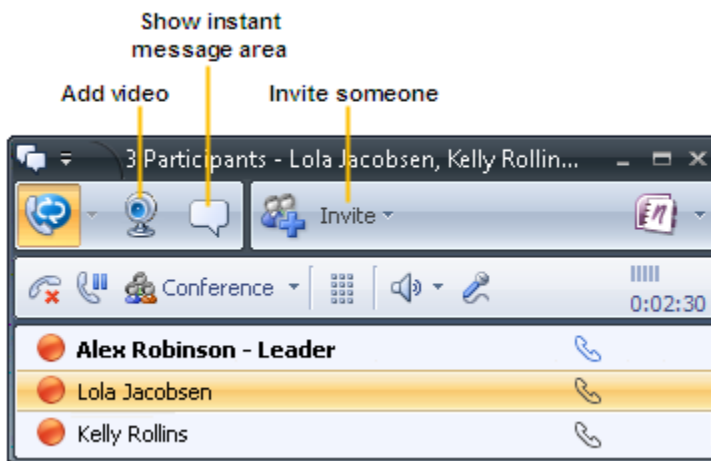 Show instant
message area
Add video
Invite someone
3 Participants - Lola Jacobsen, Kelly Rollin...
Invite
Conference
0:02:30
Alex Robinson - Leader
Lola Jacobsen
Kelly Rollins